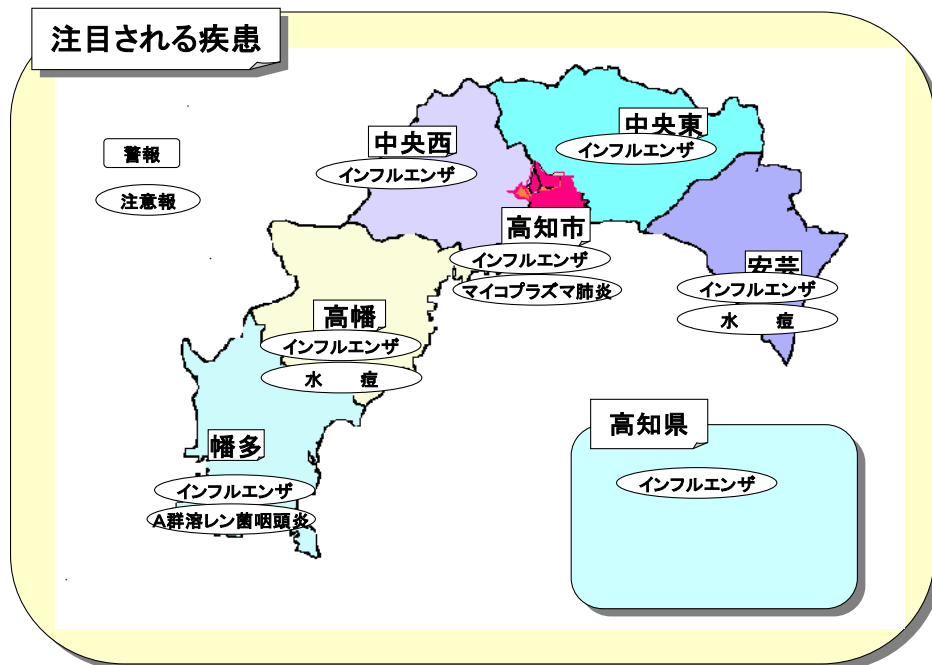 注目される疾患
警報
注意報
中央西
インフルエンザ
中央東
インフルエンザ
高知市
インフルエンザ
マイコプラズマ肺炎
安芸
インフルエンザ
水　痘
高幡
インフルエンザ
水　痘
幡多
インフルエンザ
A群溶レン菌咽頭炎
高知県
インフルエンザ